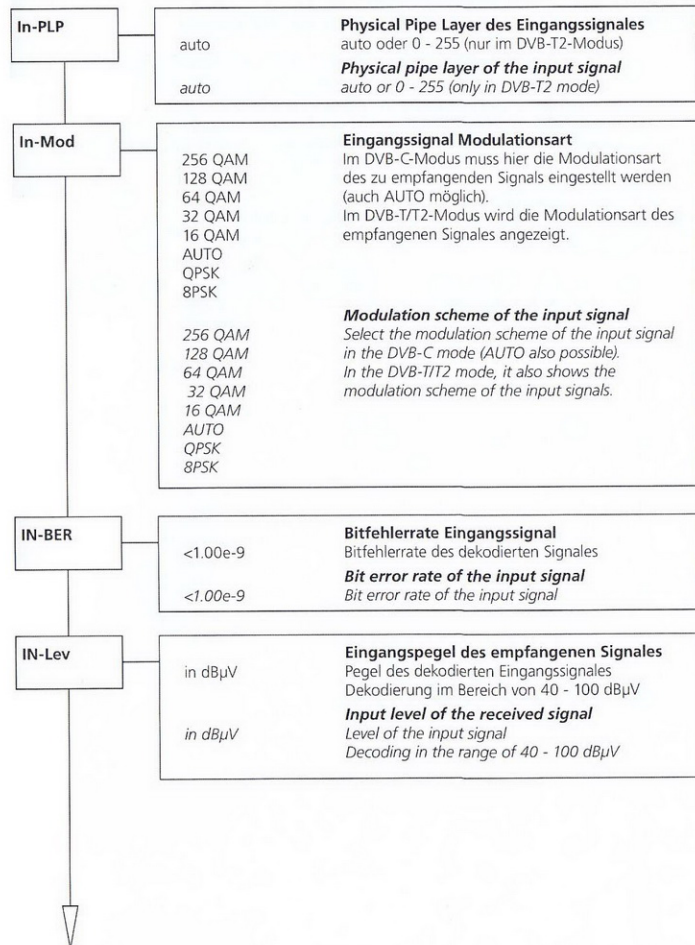 In-PLP
Physical Pipe Layer des Eingangssignales
auto auto oder 0 - 255 (nur im DVB-T2-Modus)
Physical pipe layer of the input signal
auto auto or 0 - 255 (only in DVB-T2 mode)
In-Mod
Eingangssignal Modulationsart
256 QAM Im DVB-C-Modus muss hier die Modulationsart
128 QAM des zu empfangenden Signals eingestellt werden
64 QAM (auch AUTO möglich).
32 QAM Im DVB-T/T2-Modus wird die Modulationsart des
16 QAM empfangenen Signales angezeigt.
AUTO
QPSK
8PSK
Modulation scheme of the input signal
256 QAM Select the modulation scheme of the input signal
128 QAM in the DVB-C mode (AUTO also possible).
64 QAM In the DVB-T/T2 mode, it also shows the
32 QAM modulation scheme of the input signals.
16 QAM
AUTO
QPSK
8PSK
IN-BER
Bitfehlerrate Eingangssignal
<1.00e-9 Bitfehlerrate des dekodierten Signales
Bit error rate of the input signal
<1.00e-9 Bit error rate of the input signal
IN-Lev
Eingangspegel des empfangenen Signales
in dBµV Pegel des dekodierten Eingangssignales
Dekodierung im Bereich von 40 - 100 dBµV
Input level of the received signal
in dBµV Level of the input signal
Decoding in the range of 40 - 100 dBµV